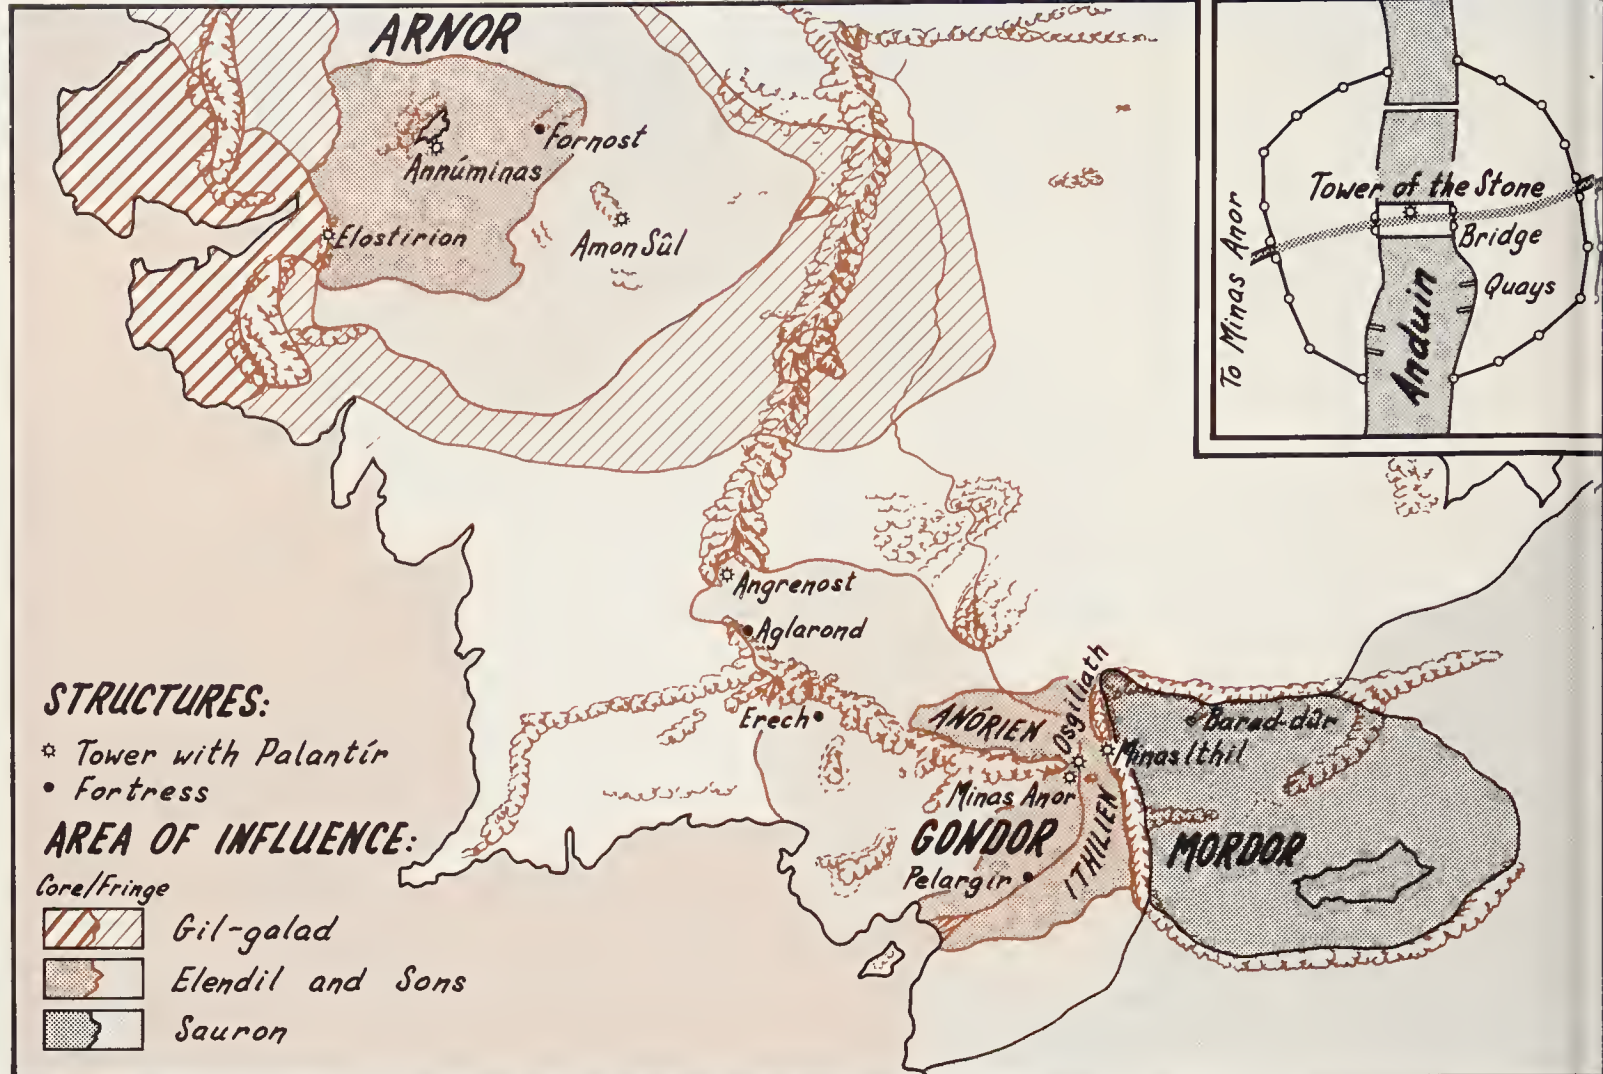 ARNOR
Fornost
Annúminas
Elostirion
Amon Sûl
Tower of the Stone
Bridge
Quays
Anduin
To Minas Anor
Angrenost
Aglarond
Erech
ANÓRIEN
Osgiliath
Barad-dûr
Minas Ithil
Minas Anor
GONDOR
ITHILIEN
MORDOR
Pelargir
STRUCTURES:
Tower with Palantír
Fortress
AREA OF INFLUENCE:
Core/Fringe
Gil-galad
Elendil and Sons
Sauron